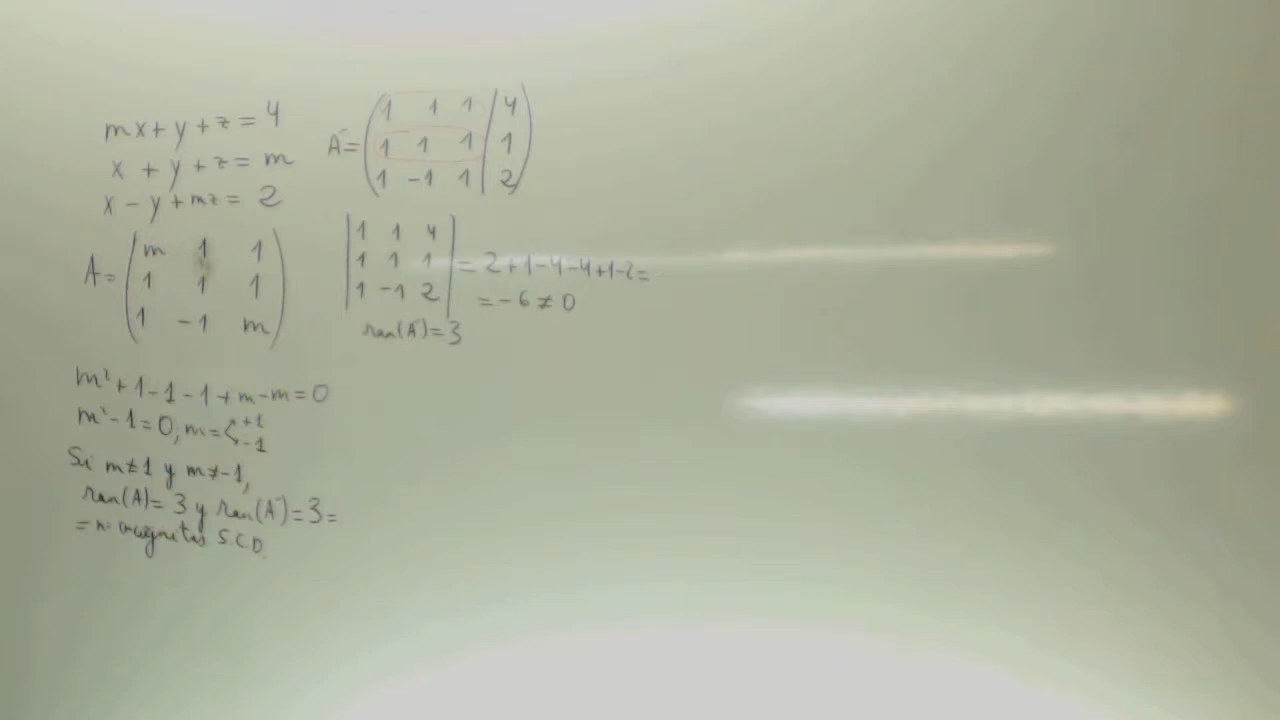 mx+y+z=4
x+y+z=m
x-y+mz=2
A=(m 1 1
1 1 1
1 -1 m)
m²+1-1-1+m-m=0
m²-1=0, m=< +1
-1
Si m≠1 y m≠-1,
ran(A)=3 y ran(A̅)=3=
=nº incógnitas S.C.D.
A̅=(1 1 1 | 4
1 1 1 | 1
1 -1 1 | 2)
|1 1 4|
|1 1 1| = 2+1-4-4+1-2=
|1 -1 2|
=-6≠0
ran(A̅)=3